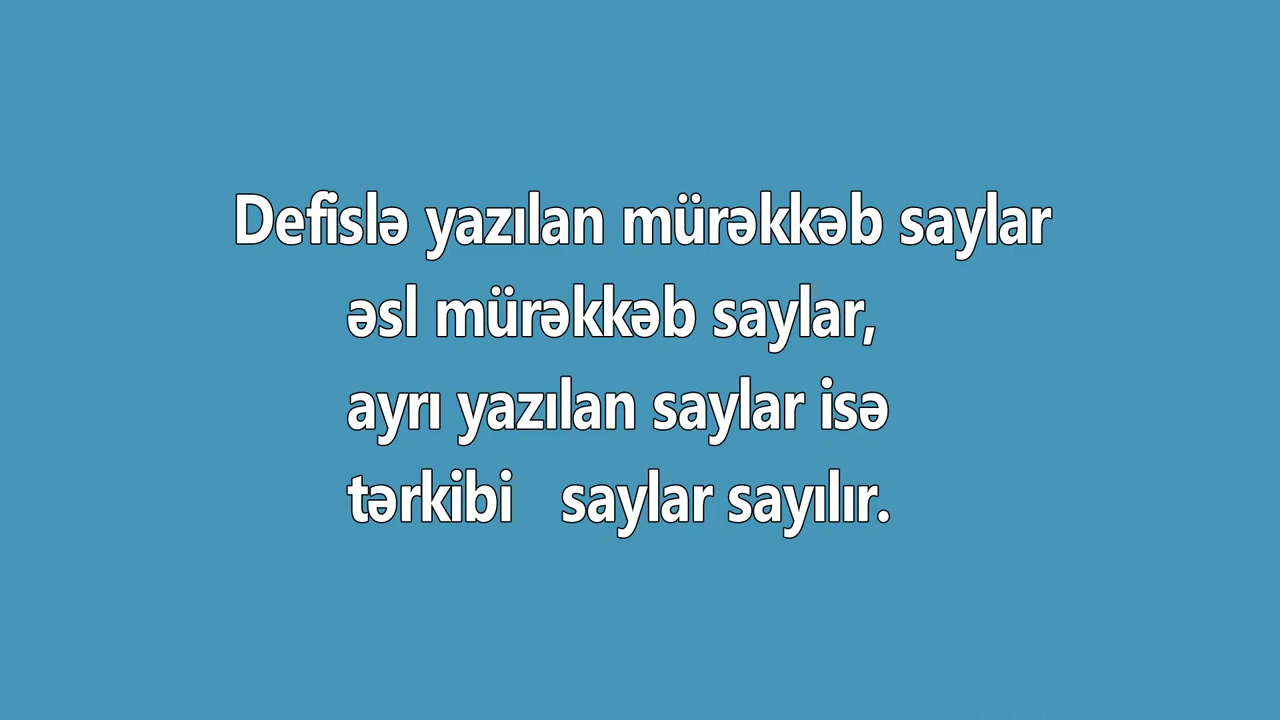 Defislə yazılan mürəkkəb saylar
əsl mürəkkəb saylar,
ayrı yazılan saylar isə
tərkibi saylar sayılır.